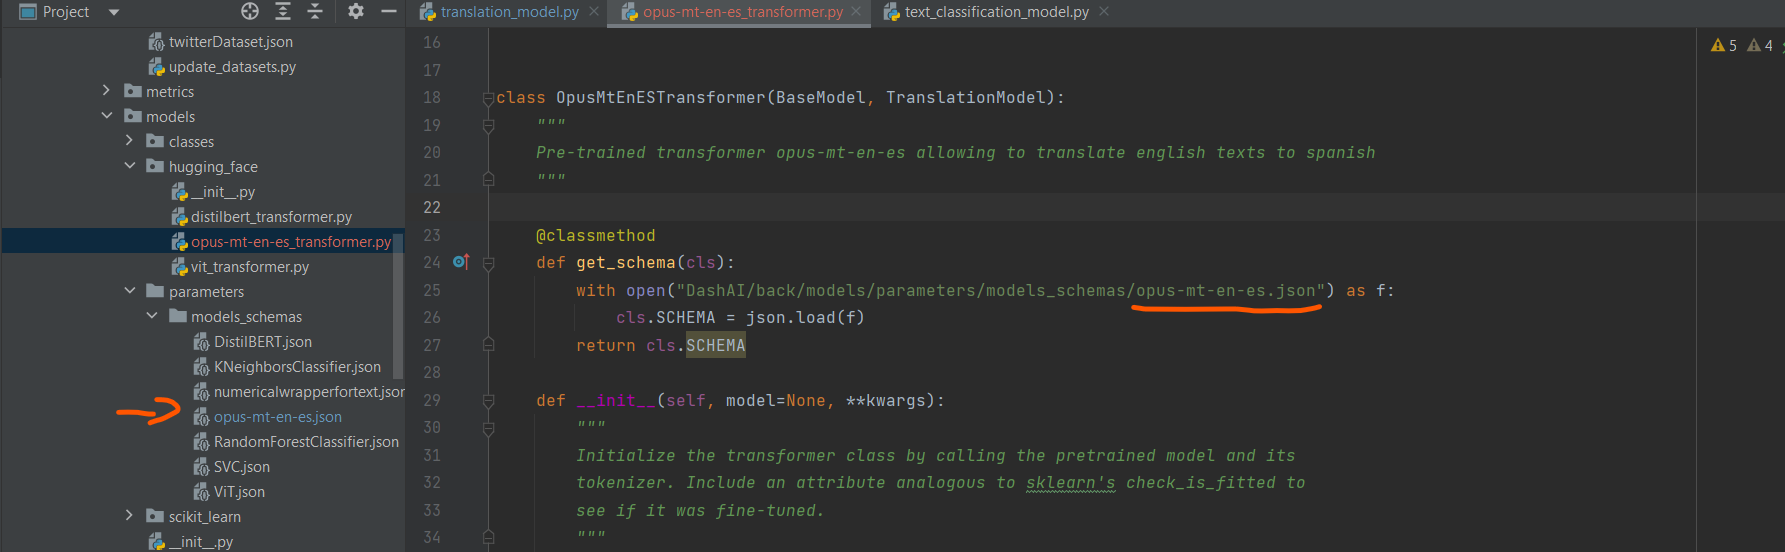 Project
twitterDataset.json
update_datasets.py
metrics
models
classes
hugging_face
__init__.py
distilbert_transformer.py
opus-mt-en-es_transformer.py
vit_transformer.py
parameters
models_schemas
DistilBERT.json
KNeighborsClassifier.json
numericalwrapperfortext.json
opus-mt-en-es.json
RandomForestClassifier.json
SVC.json
ViT.json
scikit_learn
__init__.py
translation_model.py
opus-mt-en-es_transformer.py
text_classification_model.py
5 4
16
17
18 class OpusMtEnESTransformer(BaseModel, TranslationModel):
19 """
20 Pre-trained transformer opus-mt-en-es allowing to translate english texts to spanish
21 """
22
23 @classmethod
24 def get_schema(cls):
25 with open("DashAI/back/models/parameters/models_schemas/opus-mt-en-es.json") as f:
26 cls.SCHEMA = json.load(f)
27 return cls.SCHEMA
28
29 def __init__(self, model=None, **kwargs):
30 """
31 Initialize the transformer class by calling the pretrained model and its
32 tokenizer. Include an attribute analogous to sklearn's check_is_fitted to
33 see if it was fine-tuned.
34 """